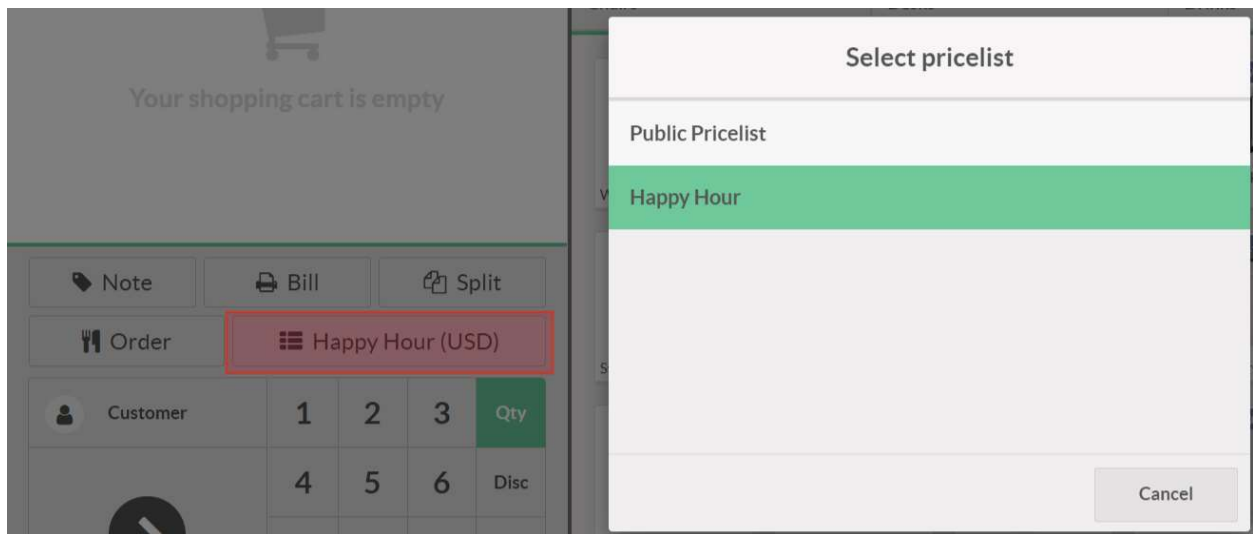 Your shopping cart is empty
Note
Bill
Split
Order
Happy Hour (USD)
Customer
1
2
3
Qty
4
5
6
Disc
Select pricelist
Public Pricelist
Happy Hour
Cancel